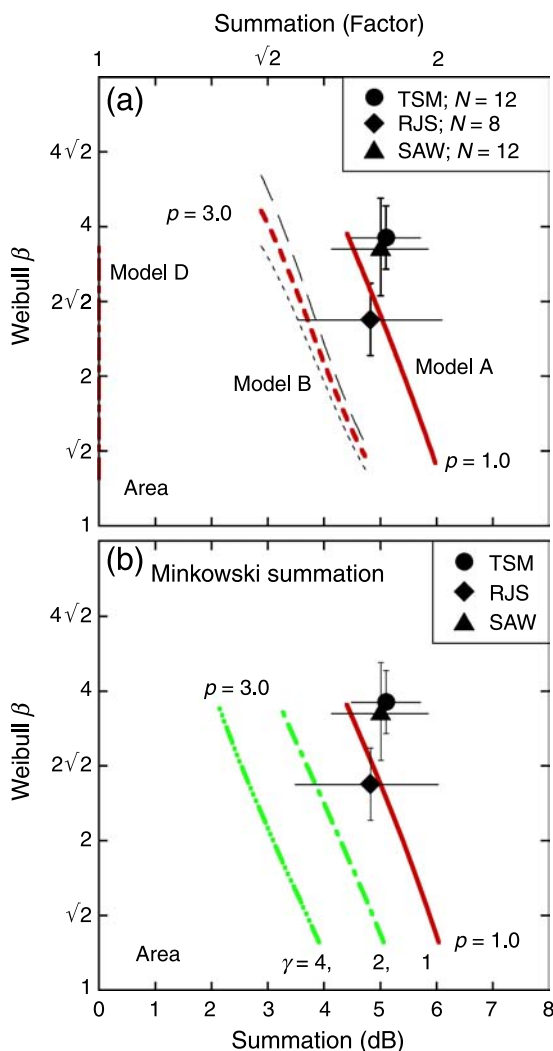 Summation (Factor)
1 √2 2
(a)
TSM; N = 12
RJS; N = 8
SAW; N = 12
4√2
p = 3.0
4
Model D
2√2
Weibull β
Model A
Model B
2
√2
p = 1.0
Area
1
(b)
Minkowski summation
TSM
RJS
SAW
4√2
p = 3.0
4
2√2
Weibull β
2
√2
p = 1.0
Area
γ = 4, 2, 1
1
0 1 2 3 4 5 6 7 8
Summation (dB)